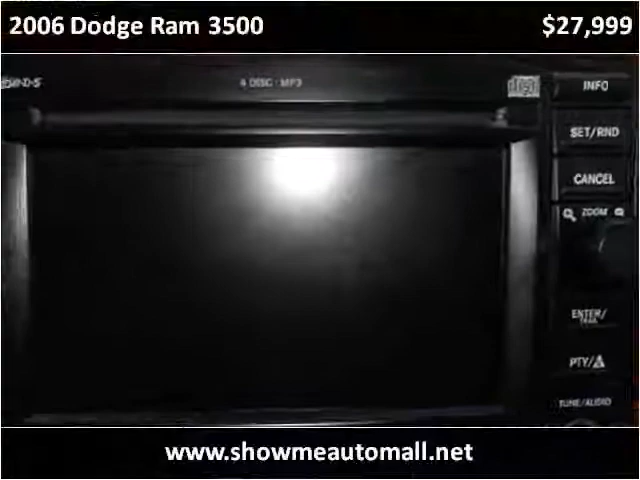 2006 Dodge Ram 3500
$27,999
6 DISC · MP3
INFO
SET/RND
CANCEL
ZOOM
ENTER/
PTY/
TUNE/AUDIO
www.showmeautomall.net